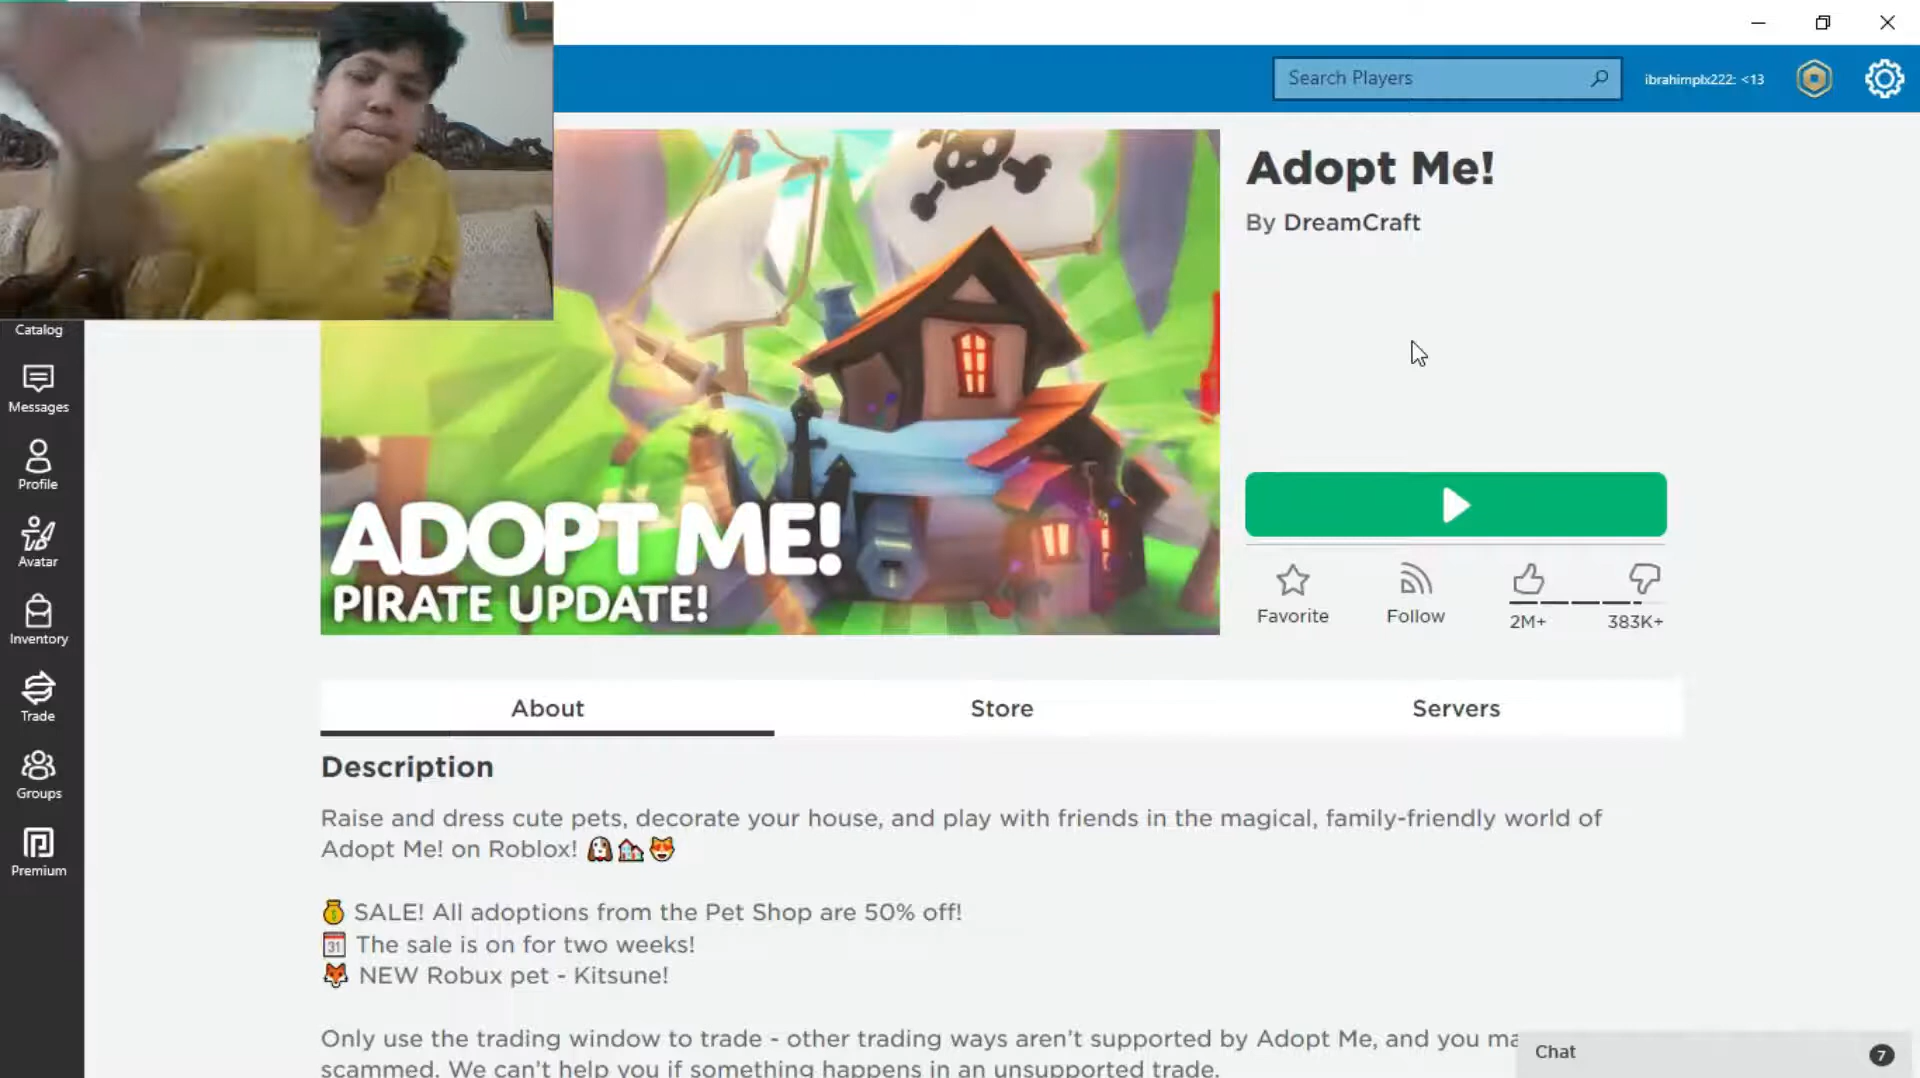 Search Players
ibrahimplx222: <13
Adopt Me!
By DreamCraft
ADOPT ME!
PIRATE UPDATE!
Catalog
Messages
Profile
Avatar
Inventory
Trade
Groups
Premium
Favorite
Follow
2M+
383K+
About
Store
Servers
Description
Raise and dress cute pets, decorate your house, and play with friends in the magical, family-friendly world of
Adopt Me! on Roblox! 🐶🏡😻
💰 SALE! All adoptions from the Pet Shop are 50% off!
📅 The sale is on for two weeks!
🦊 NEW Robux pet - Kitsune!
Only use the trading window to trade - other trading ways aren't supported by Adopt Me, and you ma
scammed. We can't help you if something happens in an unsupported trade.
Chat
7